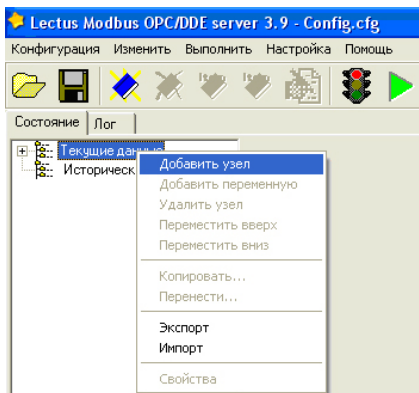 Lectus Modbus OPC/DDE server 3.9 - Config.cfg
Конфигурация Изменить Выполнить Настройка Помощь
Состояние Лог
Текущие данные
Историческ
Добавить узел
Добавить переменную
Удалить узел
Переместить вверх
Переместить вниз
Копировать...
Перенести...
Экспорт
Импорт
Свойства